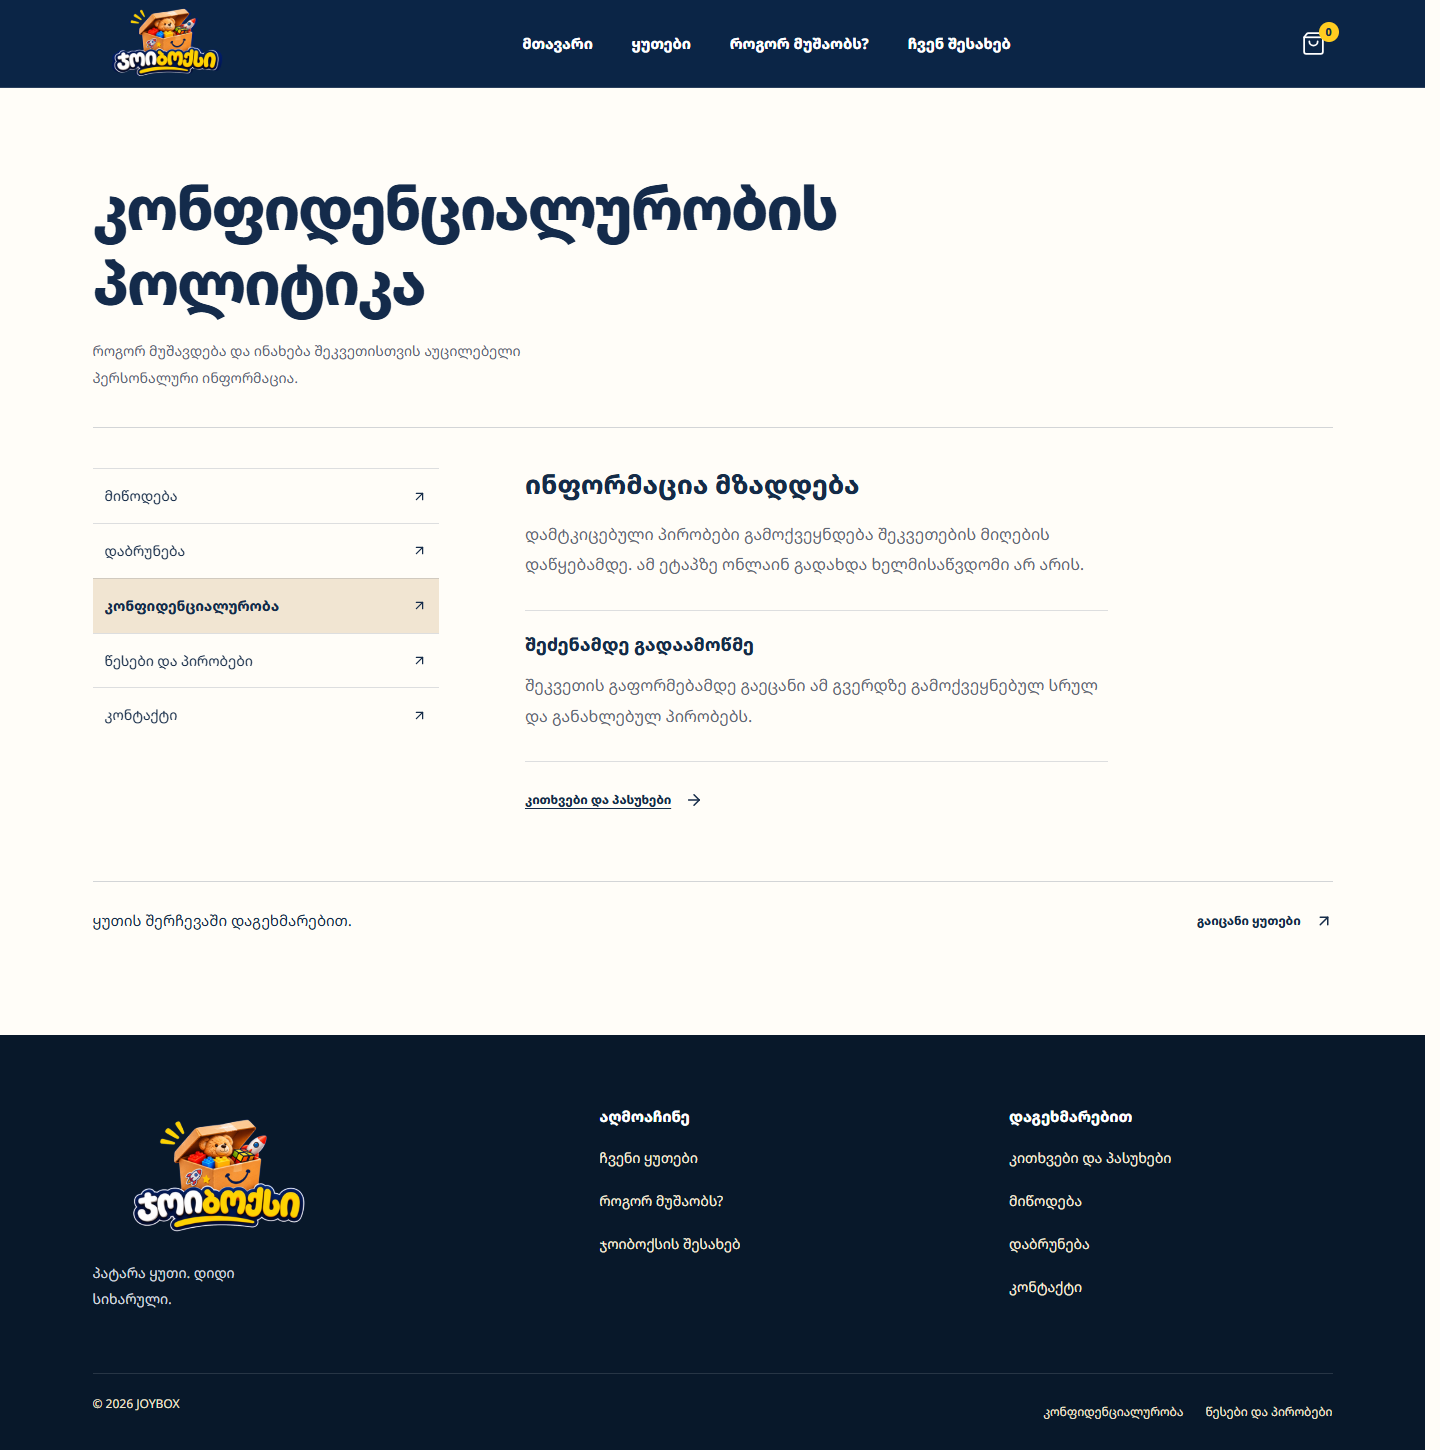 ჯოიბოქსი
მთავარი
ყუთები
როგორ მუშაობს?
ჩვენ შესახებ
0
კონფიდენციალურობის
პოლიტიკა
როგორ მუშავდება და ინახება შეკვეთისთვის აუცილებელი
პერსონალური ინფორმაცია.
მიწოდება
დაბრუნება
კონფიდენციალურობა
წესები და პირობები
კონტაქტი
ინფორმაცია მზადდება
დამტკიცებული პირობები გამოქვეყნდება შეკვეთების მიღების
დაწყებამდე. ამ ეტაპზე ონლაინ გადახდა ხელმისაწვდომი არ არის.
შეძენამდე გადაამოწმე
შეკვეთის გაფორმებამდე გაეცანი ამ გვერდზე გამოქვეყნებულ სრულ
და განახლებულ პირობებს.
კითხვები და პასუხები
ყუთის შერჩევაში დაგეხმარებით.
გაიცანი ყუთები
ჯოიბოქსი
პატარა ყუთი. დიდი
სიხარული.
აღმოაჩინე
ჩვენი ყუთები
როგორ მუშაობს?
ჯოიბოქსის შესახებ
დაგეხმარებით
კითხვები და პასუხები
მიწოდება
დაბრუნება
კონტაქტი
© 2026 JOYBOX
კონფიდენციალურობა
წესები და პირობები